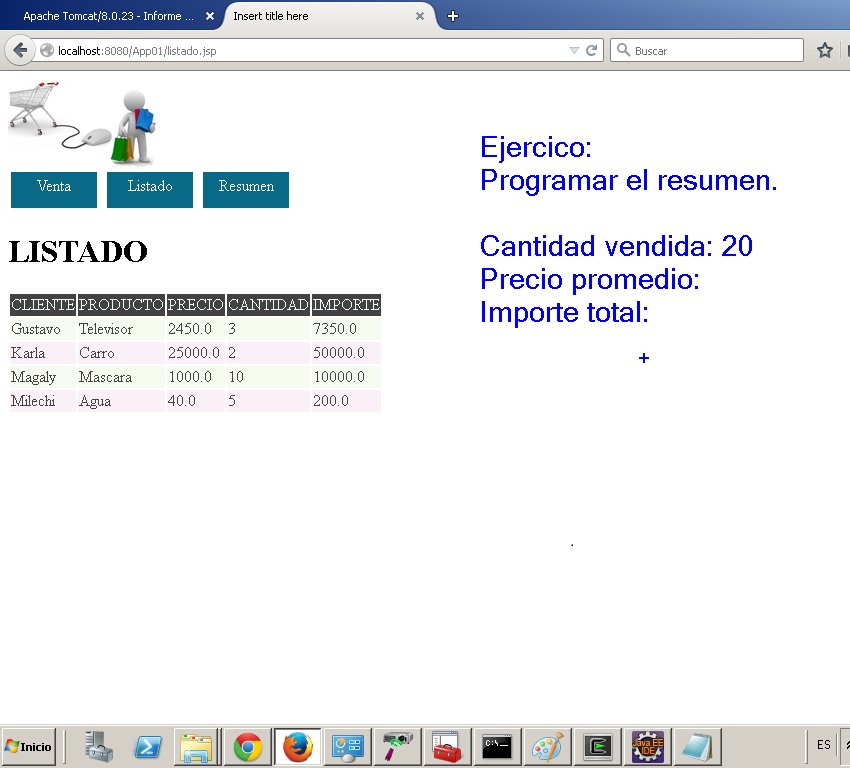 Apache Tomcat/8.0.23 - Informe ...
Insert title here
localhost:8080/App01/listado.jsp
Buscar
Venta
Listado
Resumen
LISTADO
CLIENTE PRODUCTO PRECIO CANTIDAD IMPORTE
Gustavo Televisor 2450.0 3 7350.0
Karla Carro 25000.0 2 50000.0
Magaly Mascara 1000.0 10 10000.0
Milechi Agua 40.0 5 200.0
Ejercico:
Programar el resumen.
Cantidad vendida: 20
Precio promedio:
Importe total:
Inicio
C:\_
Java EE
IDE
ES